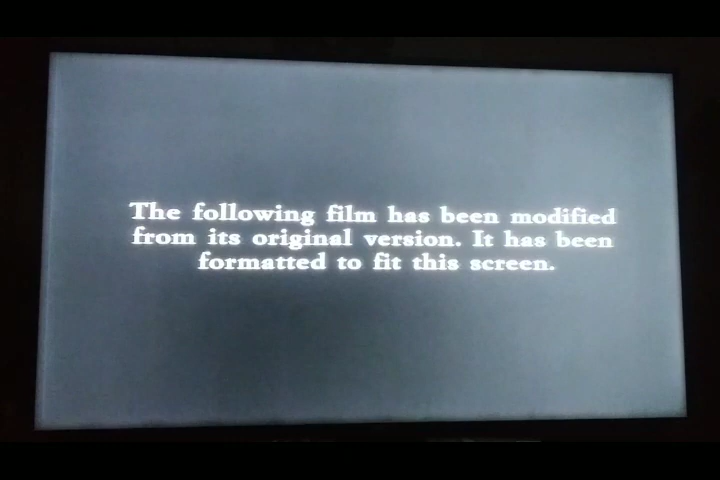 The following film has been modified
from its original version. It has been
formatted to fit this screen.